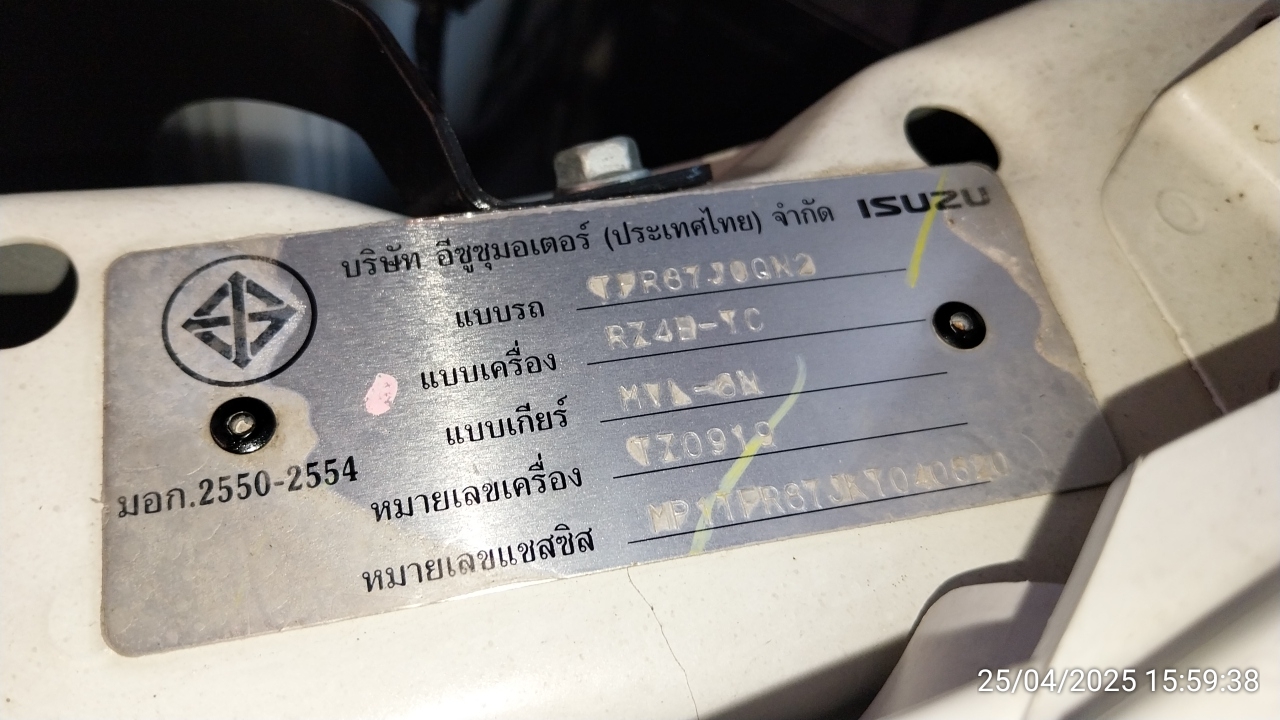 บริษัท อีซูซุมอเตอร์ (ประเทศไทย) จำกัด ISUZU
แบบรถ TFR87J0QN2
แบบเครื่อง RZ4E-TC
แบบเกียร์
หมายเลขเครื่อง TZ0919
มอก.2550-2554
หมายเลขแชสซิส
25/04/2025 15:59:38